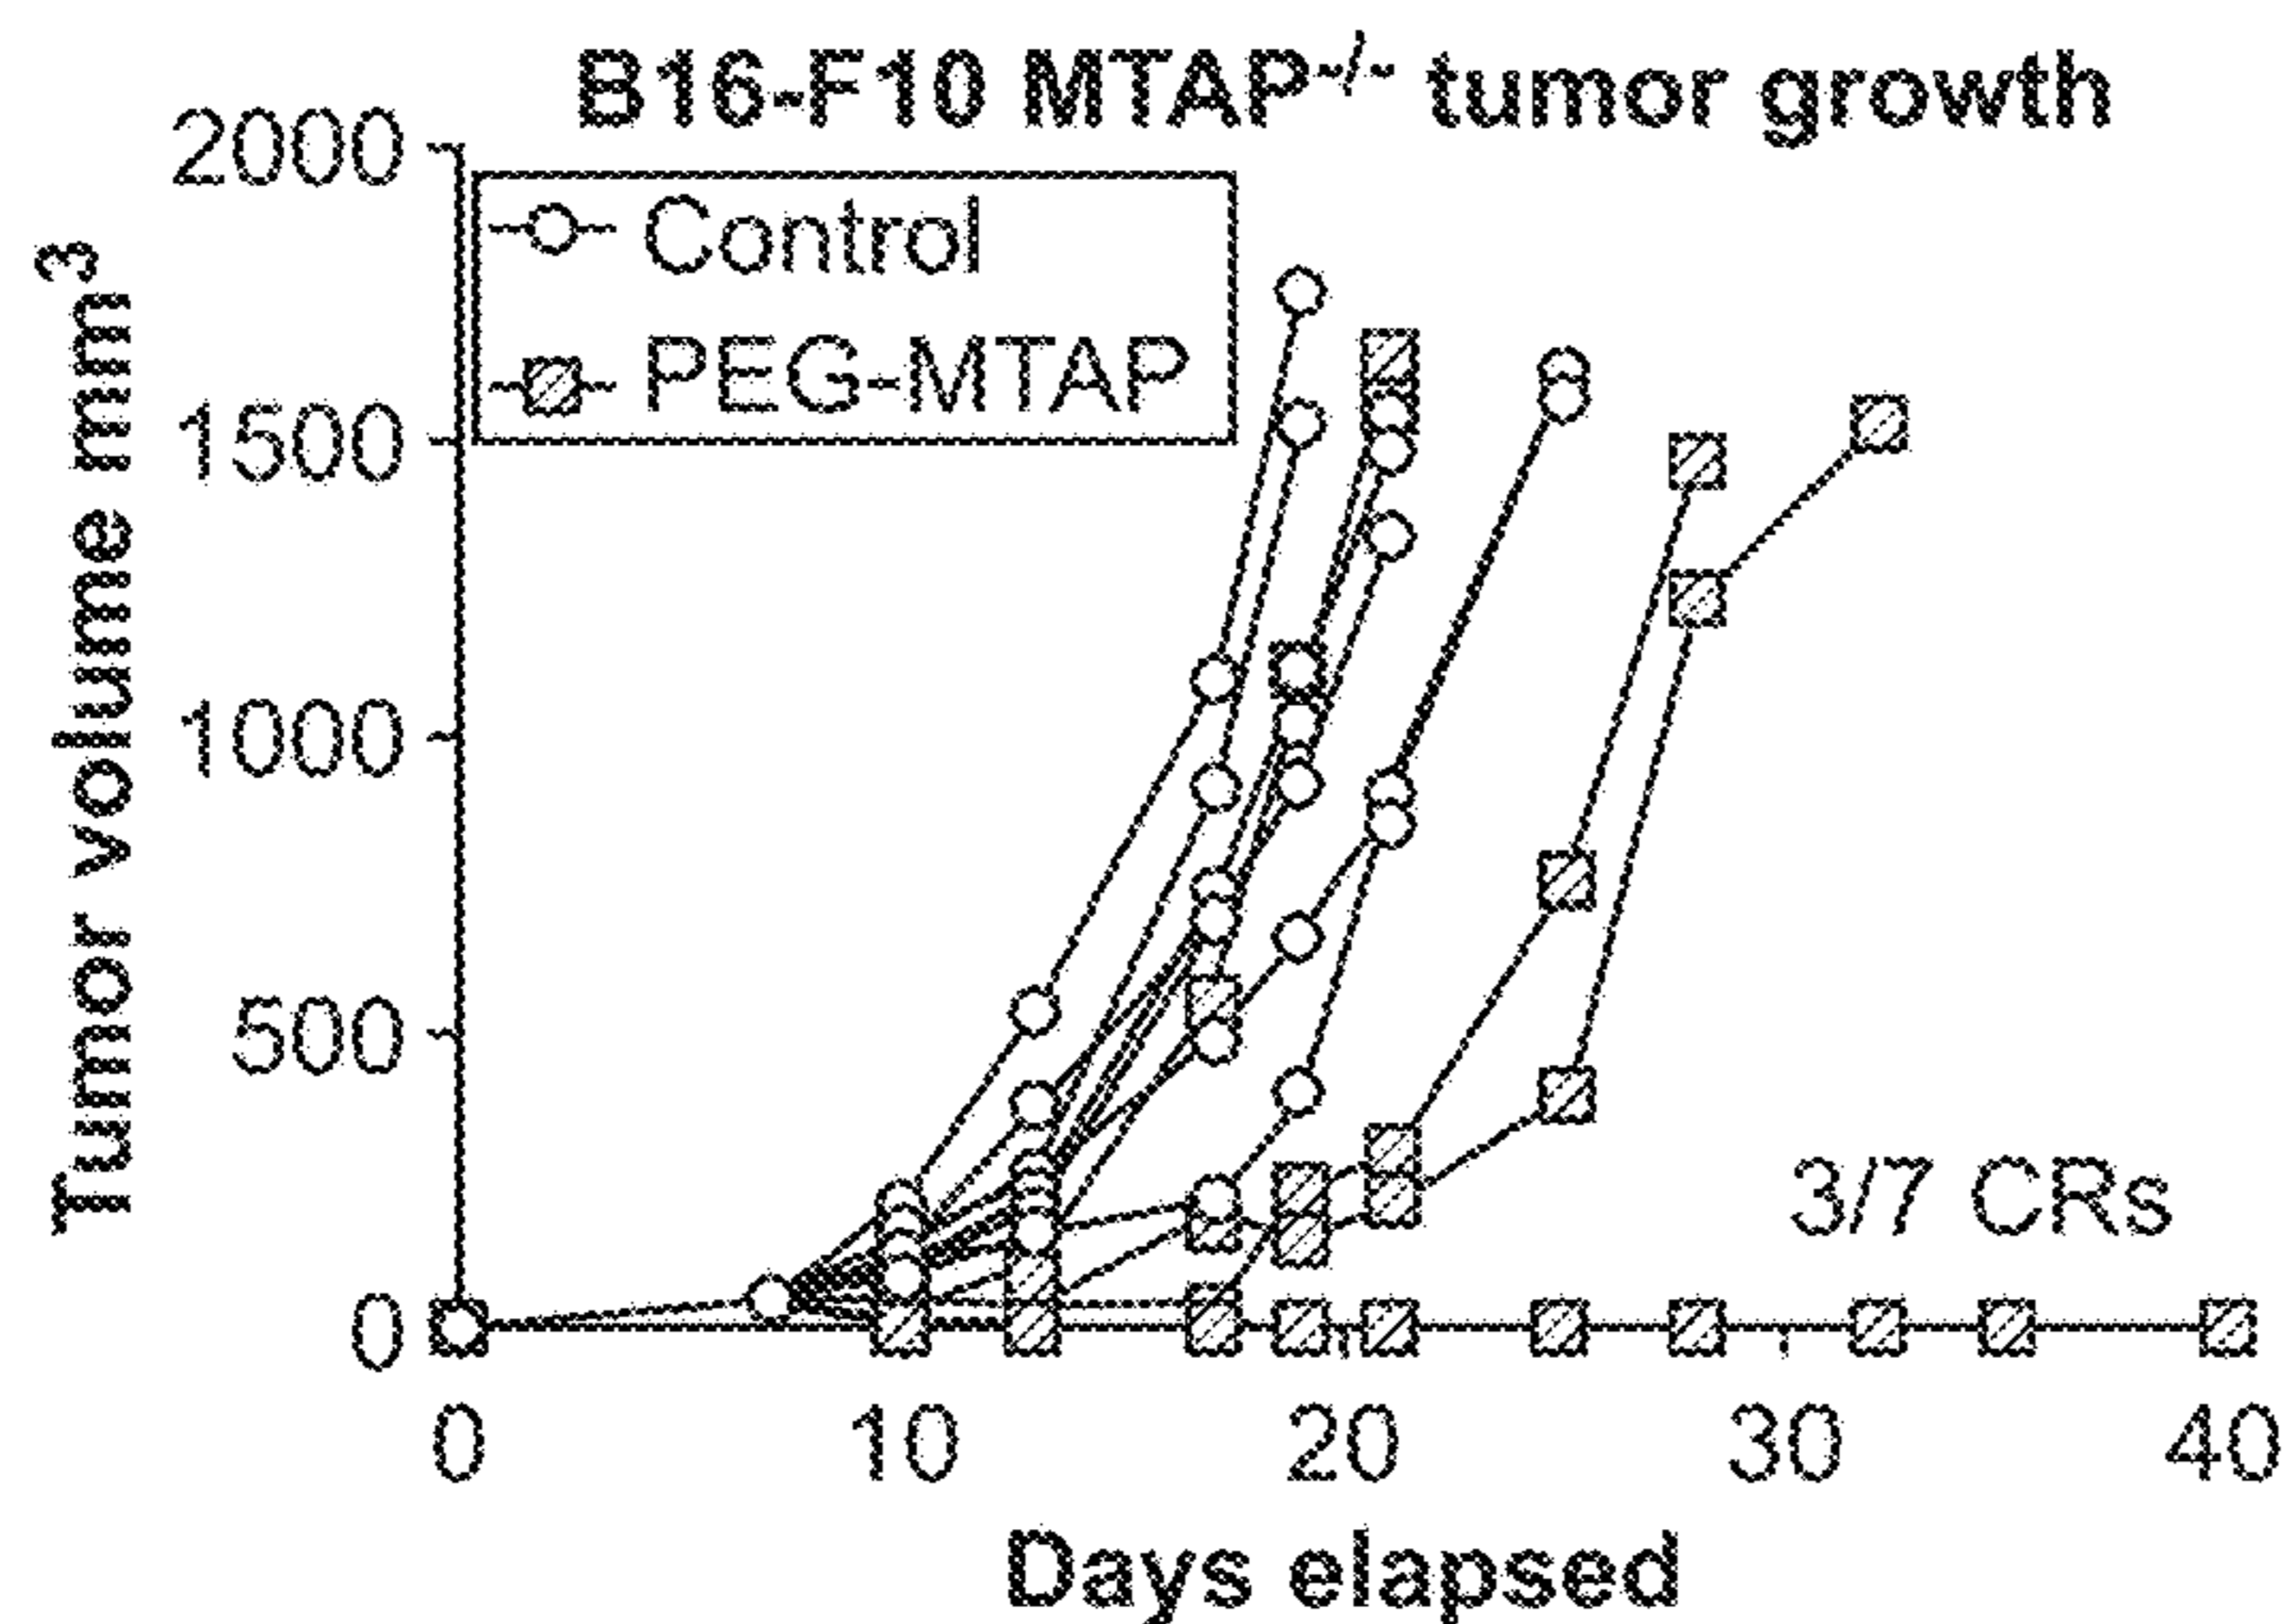 B16-F10 MTAP-/- tumor growth
Tumor volume mm3
2000
1500
1000
500
0
Control
PEG-MTAP
3/7 CRs
0 10 20 30 40
Days elapsed